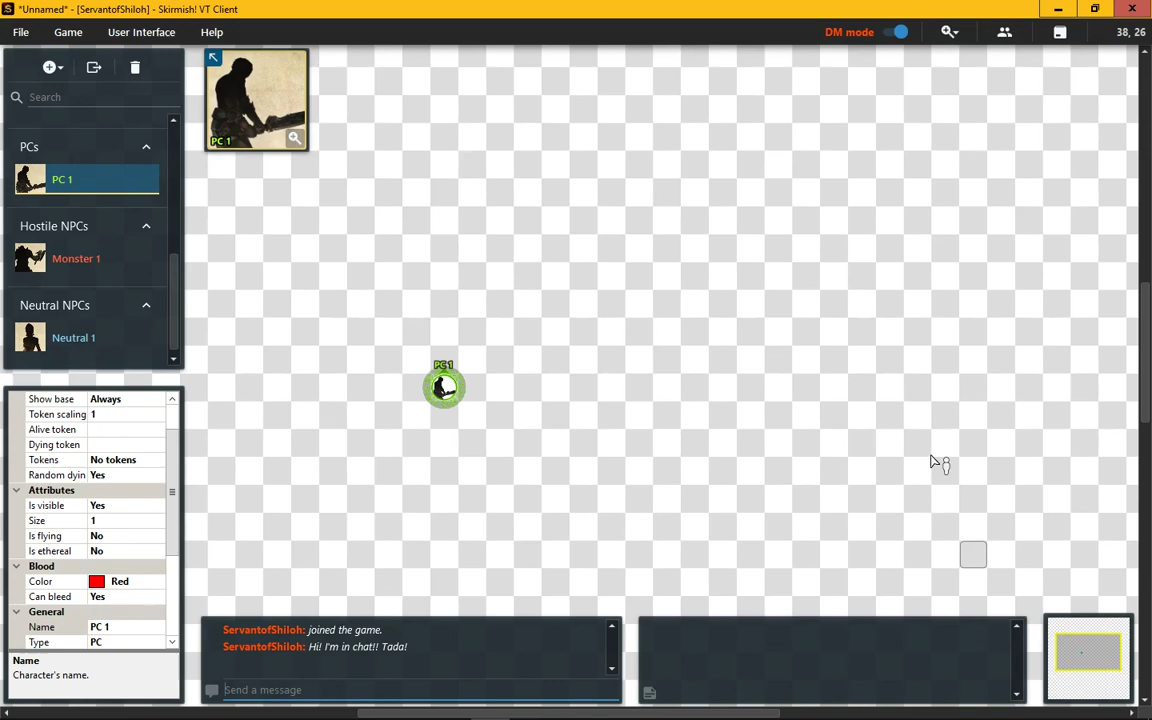 *Unnamed* - [ServantofShiloh] - Skirmish! VT Client
File Game User Interface Help DM mode 38, 26
Search
PCs
PC 1
Hostile NPCs
Monster 1
Neutral NPCs
Neutral 1
PC 1
PC 1
Show base Always
Token scaling 1
Alive token
Dying token
Tokens No tokens
Random dyin Yes
Attributes
Is visible Yes
Size 1
Is flying No
Is ethereal No
Blood
Color Red
Can bleed Yes
General
Name PC 1
Type PC
Name
Character's name.
ServantofShiloh: joined the game.
ServantofShiloh: Hi! I'm in chat!! Tada!
Send a message